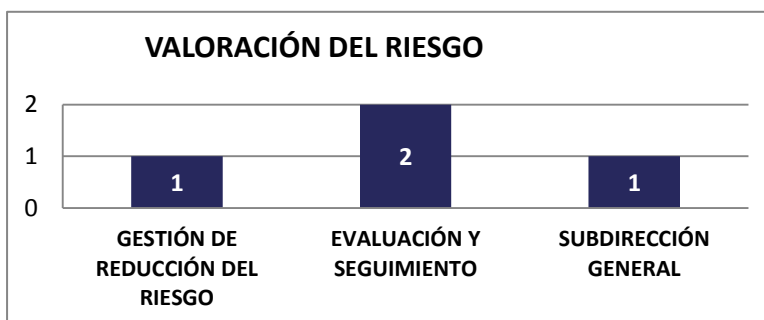 VALORACIÓN DEL RIESGO
2
1
0
1
2
1
GESTIÓN DE
REDUCCIÓN DEL
RIESGO
EVALUACIÓN Y
SEGUIMIENTO
SUBDIRECCIÓN
GENERAL